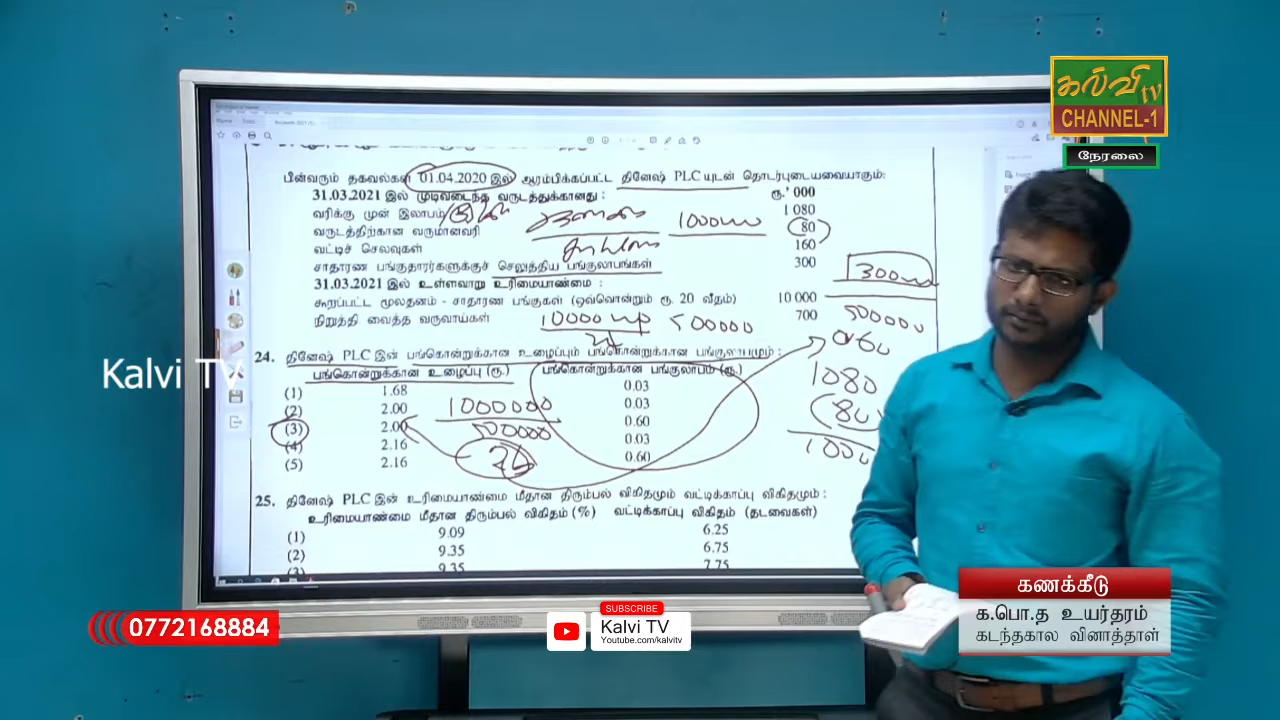 கல்வி tv
CHANNEL-1
நேரலை
பின்வரும் தகவல்கள் 01.04.2020 இல் ஆரம்பிக்கப்பட்ட தினேஷ் PLC யுடன் தொடர்புடையவையாகும்:
31.03.2021 இல் முடிவடைந்த வருடத்துக்கானது : ரூ.' 000
வரிக்கு முன் இலாபம் 1 080
வருடத்திற்கான வருமானவரி 80
வட்டிச் செலவுகள் 160
சாதாரண பங்குதாரர்களுக்குச் செலுத்திய பங்குலாபங்கள் 300
31.03.2021 இல் உள்ளவாறு உரிமையாண்மை :
கூறப்பட்ட மூலதனம் - சாதாரண பங்குகள் (ஒவ்வொன்றும் ரூ. 20 வீதம்) 10 000
நிறுத்தி வைத்த வருவாய்கள் 700
500000
1080
(80)
24. தினேஷ் PLC இன் பங்கொன்றுக்கான உழைப்பும் பங்கொன்றுக்கான பங்குலாபமும் :
பங்கொன்றுக்கான உழைப்பு (ரூ.) பங்கொன்றுக்கான பங்குலாபம் (ரூ.)
(1) 1.68 0.03
(2) 2.00 0.03
(3) 2.00 0.60
(4) 2.16 0.03
(5) 2.16 0.60
1000000
500000
25. தினேஷ் PLC இன் உரிமையாண்மை மீதான திரும்பல் விகிதமும் வட்டிக்காப்பு விகிதமும் :
உரிமையாண்மை மீதான திரும்பல் விகிதம் (%) வட்டிக்காப்பு விகிதம் (தடவைகள்)
(1) 9.09 6.25
(2) 9.35 6.75
(3) 9.35 7.75
Kalvi TV
0772168884
SUBSCRIBE
Kalvi TV
Youtube.com/kalvitv
கணக்கீடு
க.பொ.த உயர்தரம்
கடந்தகால வினாத்தாள்